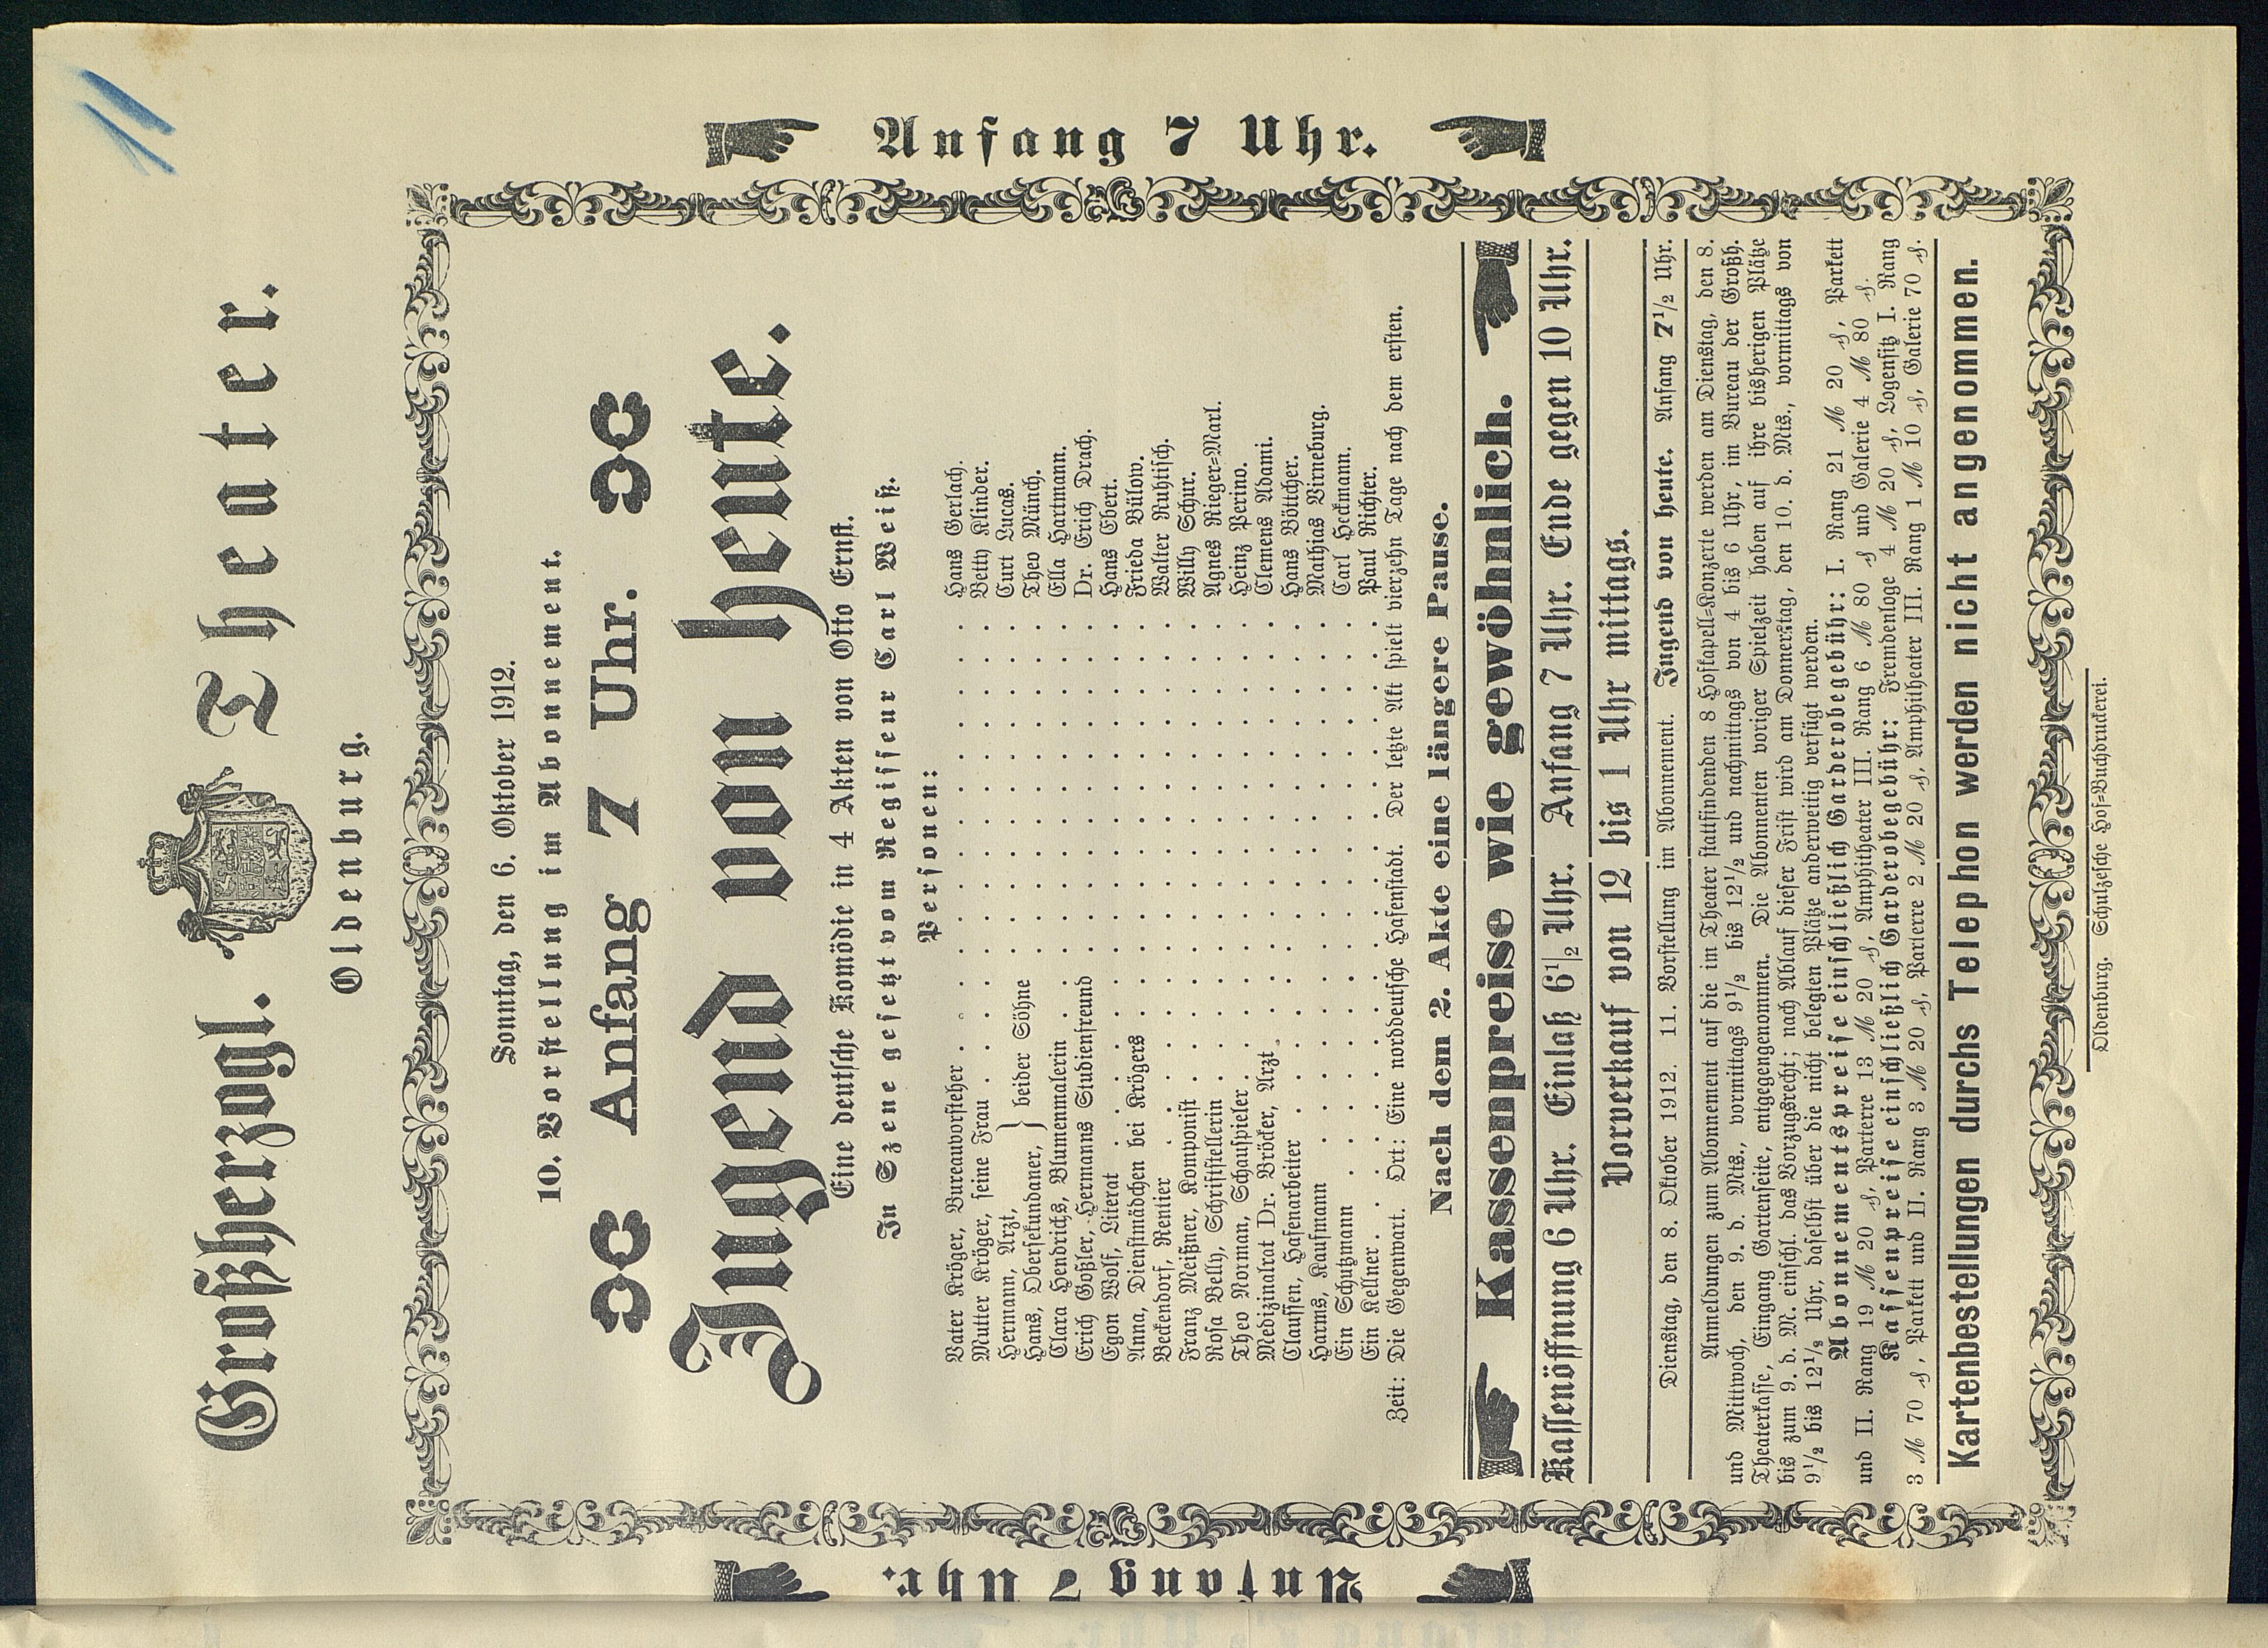 Großherzogl. Theater.
Oldenburg.
Anfang 7 Uhr.
Anfang 7 Uhr.
Sonntag, den 6. Oktober 1912.
10. Vorstellung im Abonnement.
Anfang 7 Uhr.
Jugend von heute.
Eine deutsche Komödie in 4 Akten von Otto Ernst.
In Szene gesetzt vom Regisseur Carl Weiß.
Personen:
Vater Kröger, Bureauvorsteher . . . . . . . . . . Hans Gerlach.
Mutter Kröger, seine Frau . . . . . . . . . . Betty Klinder.
Hermann, Arzt, } beider Söhne . . . . . . . . . . Curt Lucas.
Hans, Obersekundaner, } beider Söhne . . . . . . . . . . Theo Münch.
Clara Hendrichs, Blumenmalerin . . . . . . . . . . Ella Hartmann.
Erich Goßler, Hermanns Studienfreund . . . . . . . . . . Dr. Erich Drach.
Egon Wolf, Literat . . . . . . . . . . Hans Ebert.
Anna, Dienstmädchen bei Krögers . . . . . . . . . . Frieda Bülow.
Beckendorf, Rentier . . . . . . . . . . Walter Ruhtisch.
Franz Meißner, Komponist . . . . . . . . . . Willy Schur.
Rosa Belly, Schriftstellerin . . . . . . . . . . Agnes Rieger=Marl.
Theo Norman, Schauspieler . . . . . . . . . . Heinz Perino.
Medizinalrat Dr. Bröcker, Arzt . . . . . . . . . . Clemens Adami.
Claussen, Hafenarbeiter . . . . . . . . . . Hans Böttcher.
Harms, Kaufmann . . . . . . . . . . Mathias Birneburg.
Ein Schutzmann . . . . . . . . . . Carl Heckmann.
Ein Kellner . . . . . . . . . . Paul Richter.
Zeit: Die Gegenwart. Ort: Eine norddeutsche Hafenstadt. Der letzte Akt spielt vierzehn Tage nach dem ersten.
Nach dem 2. Akte eine längere Pause.
Kassenpreise wie gewöhnlich.
Kassenöffnung 6 Uhr. Einlaß 6½ Uhr. Anfang 7 Uhr. Ende gegen 10 Uhr.
Vorverkauf von 12 bis 1 Uhr mittags.
Dienstag, den 8. Oktober 1912. 11. Vorstellung im Abonnement. Jugend von heute. Anfang 7½ Uhr.
Anmeldungen zum Abonnement auf die im Theater stattfindenden 8 Hofkapell=Konzerte werden am Dienstag, den 8.
und Mittwoch, den 9. d. Mts., vormittags 9½ bis 12½ und nachmittags von 4 bis 6 Uhr, im Bureau der Großh.
Theaterkasse, Eingang Gartenseite, entgegengenommen. Die Abonnenten voriger Spielzeit haben auf ihre bisherigen Plätze
bis zum 9. d. M. einschl. das Vorzugsrecht; nach Ablauf dieser Frist wird am Donnerstag, den 10. d. Mts., vormittags von
9½ bis 12½ Uhr, daselbst über die nicht belegten Plätze anderweitig verfügt werden.
Abonnementspreise einschließlich Garderobegebühr: I. Rang 21 M 20 ₰, Parkett
und II. Rang 19 M 20 ₰, Parterre 13 M 20 ₰, Amphitheater III. Rang 6 M 80 ₰ und Galerie 4 M 80 ₰.
Kassenpreise einschließlich Garderobegebühr: Fremdenloge 4 M 20 ₰, Logensitz I. Rang
3 M 70 ₰, Parkett und II. Rang 3 M 20 ₰, Parterre 2 M 20 ₰, Amphitheater III. Rang 1 M 10 ₰, Galerie 70 ₰.
Kartenbestellungen durchs Telephon werden nicht angenommen.
Oldenburg. Schulzesche Hof=Buchdruckerei.